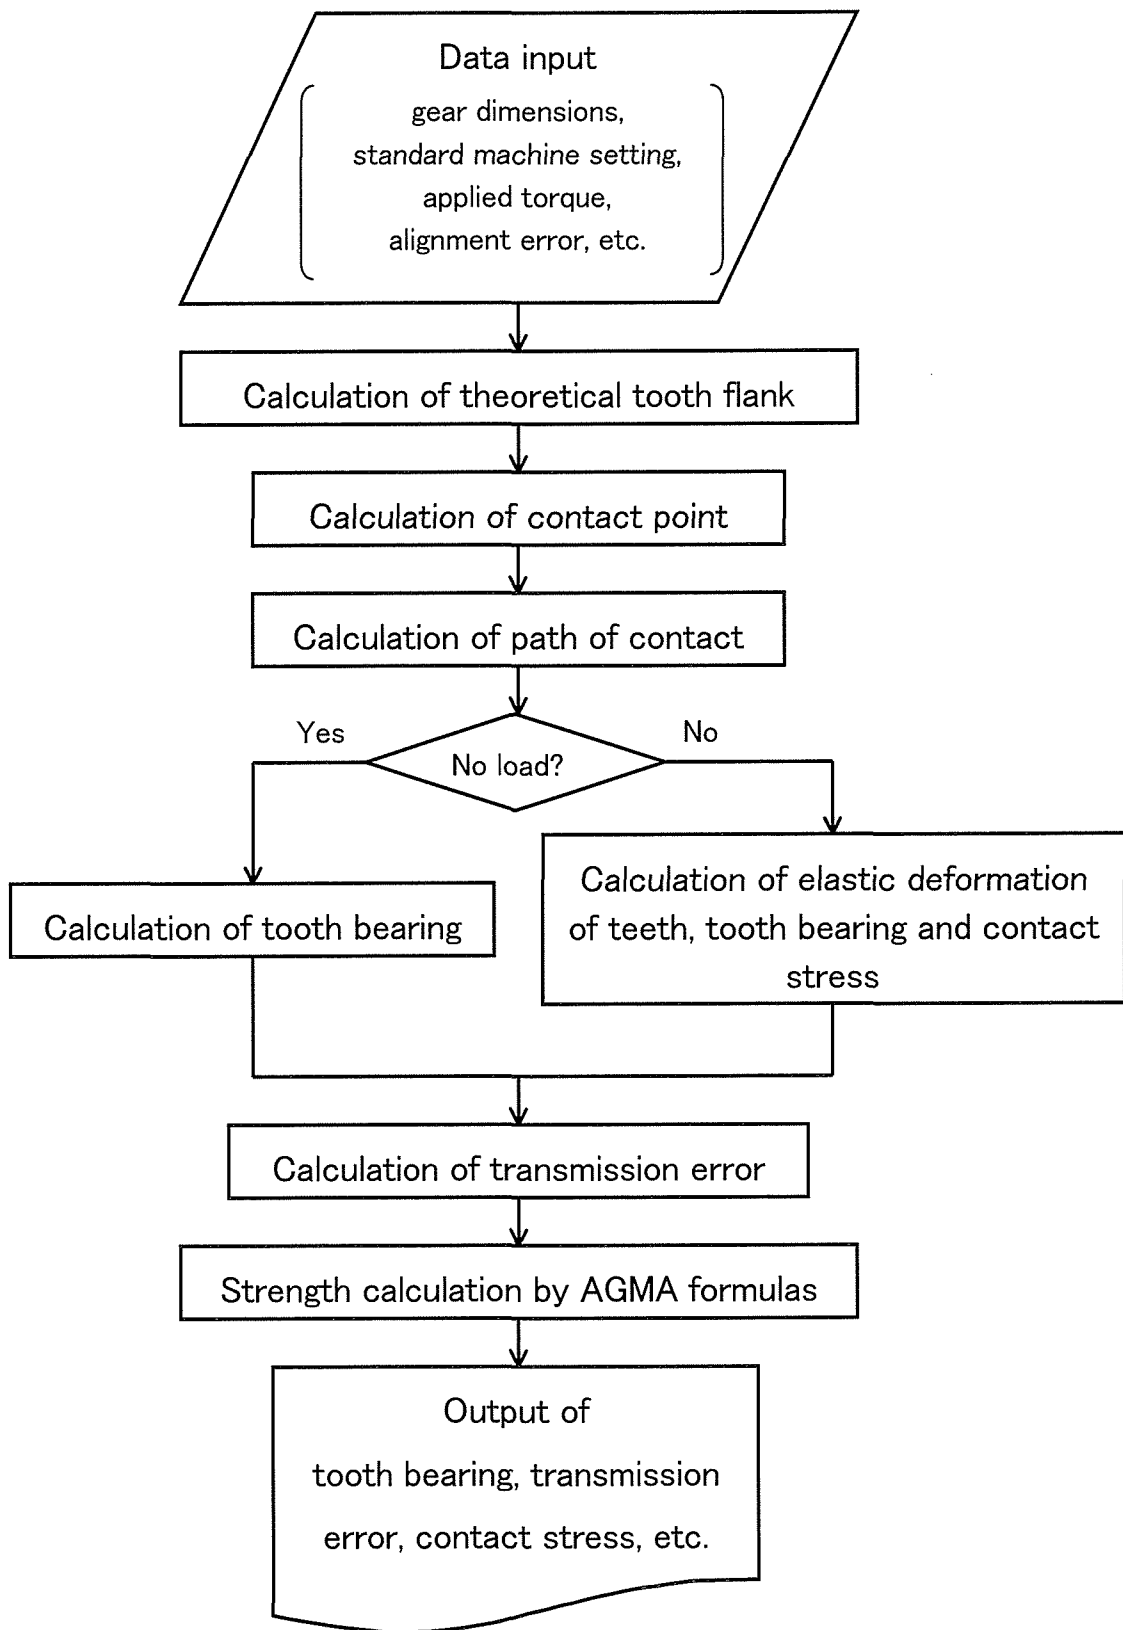 Data input
gear dimensions,
standard machine setting,
applied torque,
alignment error, etc.
Calculation of theoretical tooth flank
Calculation of contact point
Calculation of path of contact
Yes
No
No load?
Calculation of tooth bearing
Calculation of elastic deformation
of teeth, tooth bearing and contact
stress
Calculation of transmission error
Strength calculation by AGMA formulas
Output of
tooth bearing, transmission
error, contact stress, etc.